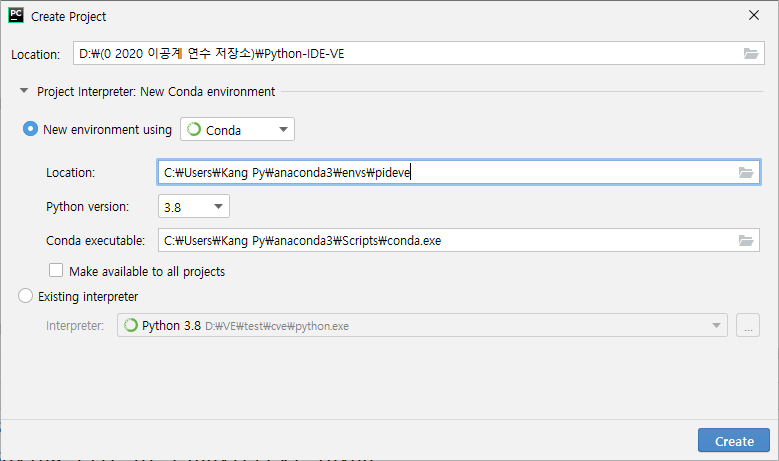 PC
Create Project
Location: D:₩(0 2020 이공계 연수 저장소)₩Python-IDE-VE
Project Interpreter: New Conda environment
New environment using Conda
Location: C:₩Users₩Kang Py₩anaconda3₩envs₩pideve
Python version: 3.8
Conda executable: C:₩Users₩Kang Py₩anaconda3₩Scripts₩conda.exe
Make available to all projects
Existing interpreter
Interpreter: Python 3.8 D:₩VE₩test₩cve₩python.exe ...
Create